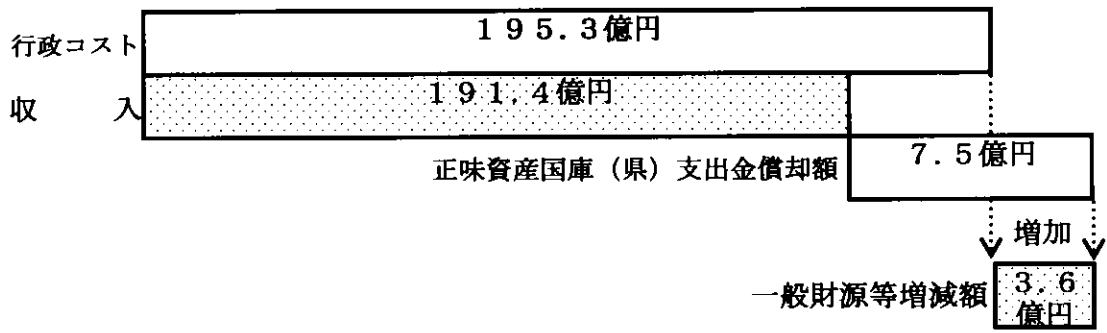 行政コスト
195.3億円
収入
191.4億円
正味資産国庫(県)支出金償却額
7.5億円
増加
一般財源等増減額
3.6
億円